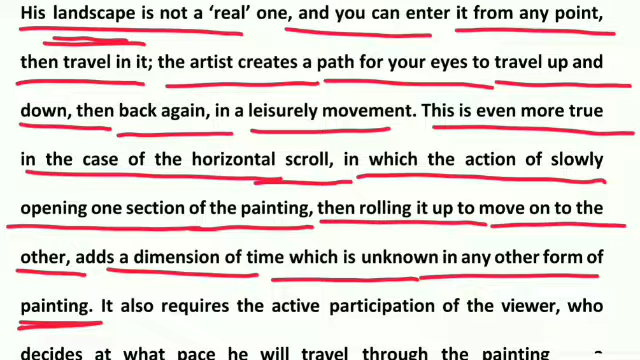 His landscape is not a ‘real’ one, and you can enter it from any point,
then travel in it; the artist creates a path for your eyes to travel up and
down, then back again, in a leisurely movement. This is even more true
in the case of the horizontal scroll, in which the action of slowly
opening one section of the painting, then rolling it up to move on to the
other, adds a dimension of time which is unknown in any other form of
painting. It also requires the active participation of the viewer, who
decides at what pace he will travel through the painting